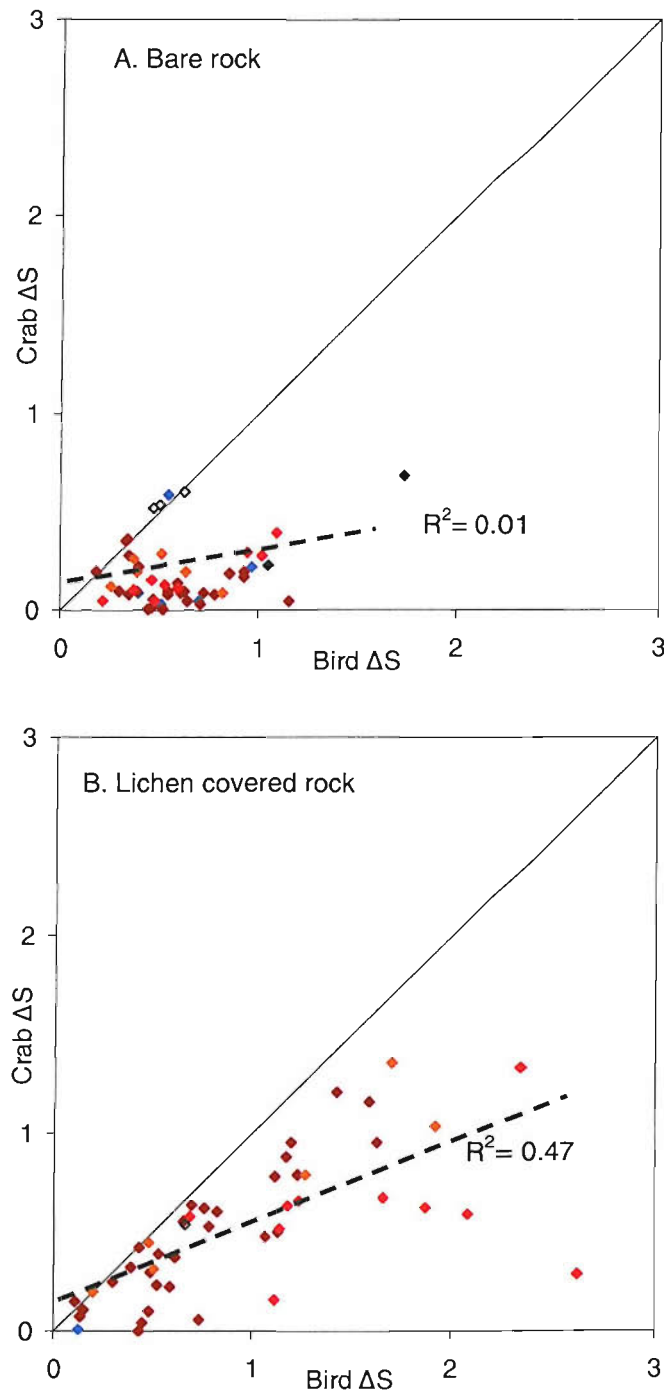 3
A. Bare rock
2
Crab ΔS
1
R²= 0.01
0
0 1 2 3
Bird ΔS
3
B. Lichen covered rock
2
Crab ΔS
1
R²= 0.47
0
0 1 2 3
Bird ΔS